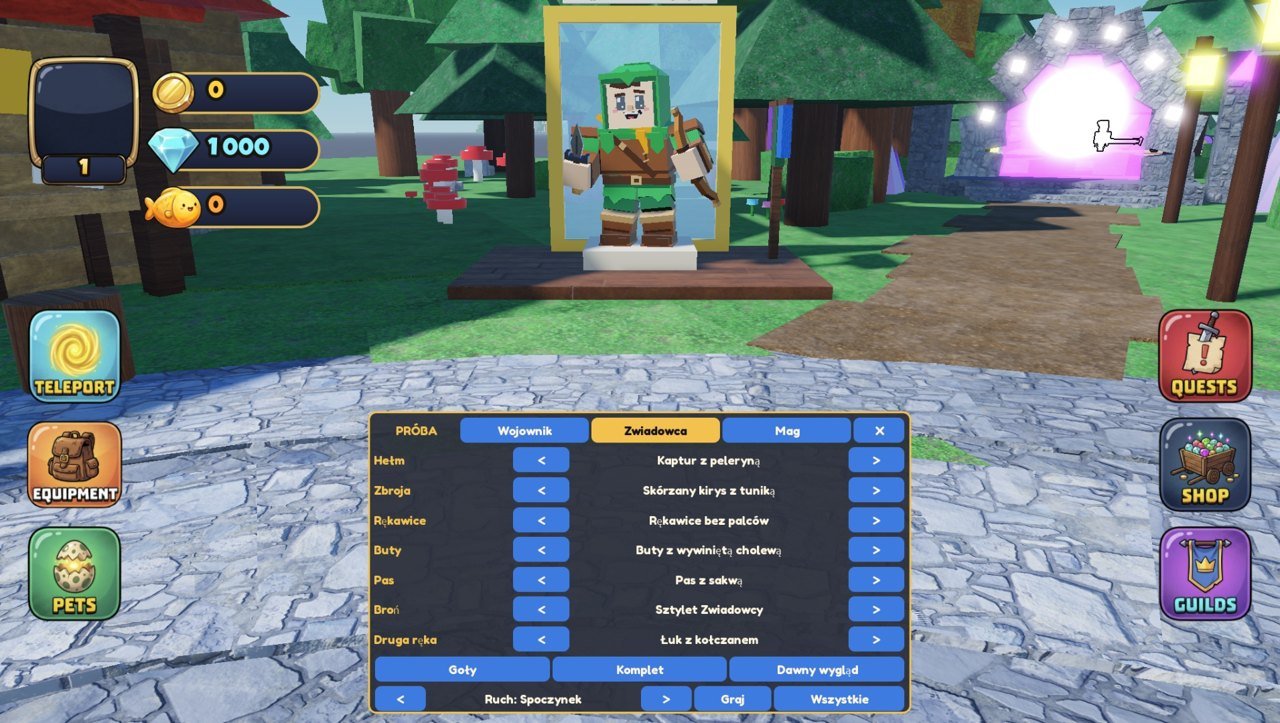 0
1000
1
0
TELEPORT
EQUIPMENT
PETS
QUESTS
SHOP
GUILDS
PRÓBA Wojownik Zwiadowca Mag X
Hełm < Kaptur z peleryną >
Zbroja < Skórzany kirys z tuniką >
Rękawice < Rękawice bez palców >
Buty < Buty z wywiniętą cholewą >
Pas < Pas z sakwą >
Broń < Sztylet Zwiadowcy >
Druga ręka < Łuk z kołczanem >
Goły Komplet Dawny wygląd
< Ruch: Spoczynek > Graj Wszystkie